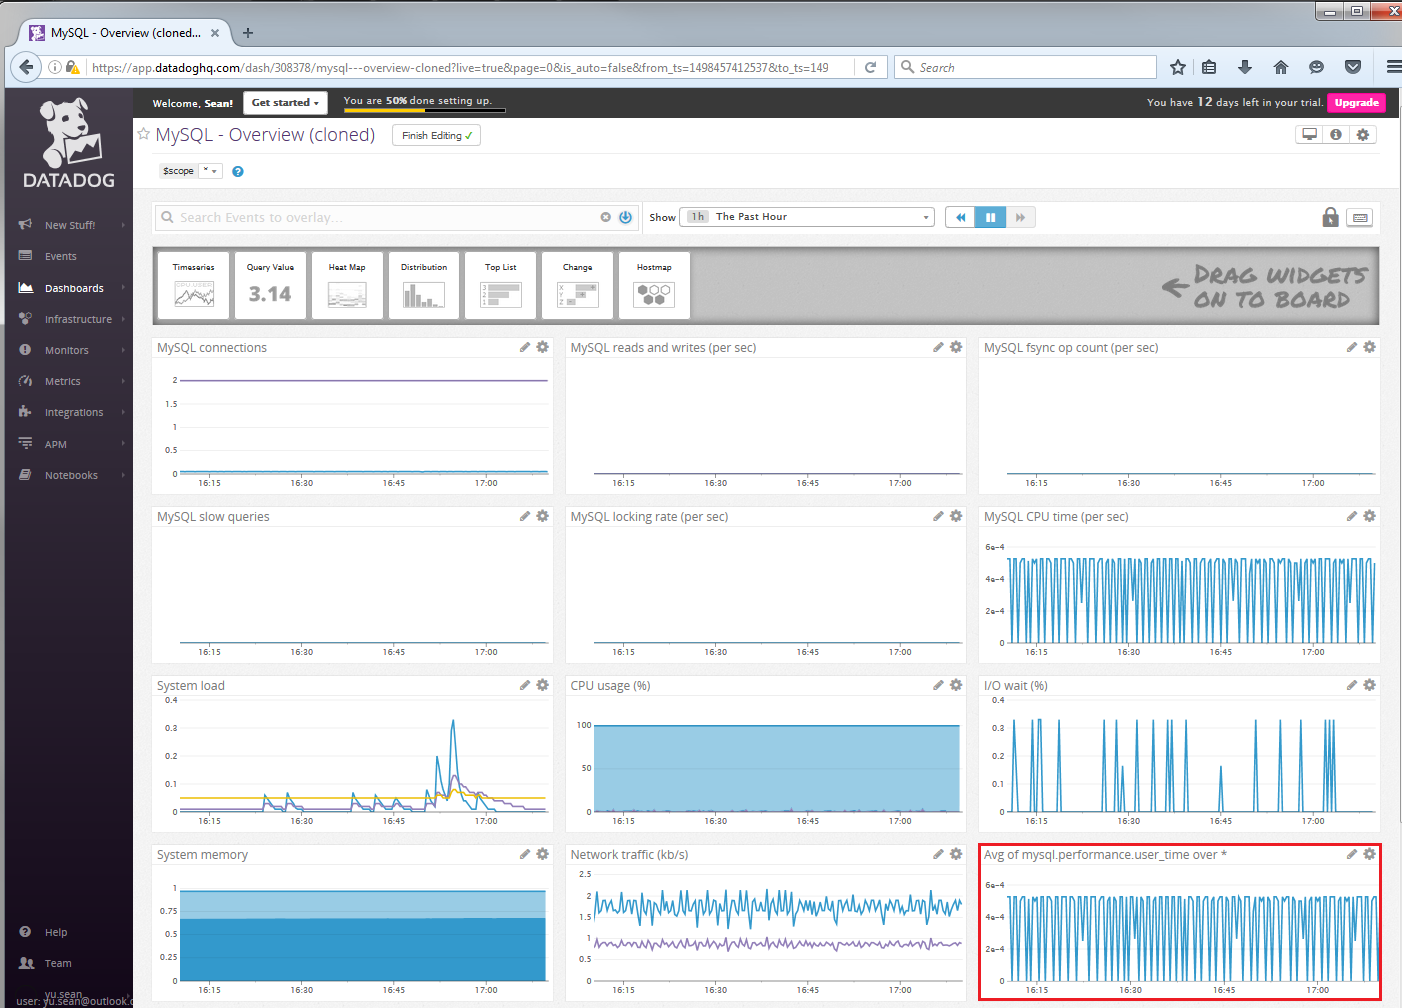 MySQL - Overview (cloned...
https://app.datadoghq.com/dash/308378/mysql---overview-cloned?live=true&page=0&is_auto=false&from_ts=1498457412537&to_ts=149
Search
DATADOG
New Stuff!
Events
Dashboards
Infrastructure
Monitors
Metrics
Integrations
APM
Notebooks
Help
Team
yu.sean
user: yu.sean@outlook.c
Welcome, Sean!
Get started
You are 50% done setting up.
You have 12 days left in your trial.
Upgrade
MySQL - Overview (cloned)
Finish Editing ✓
$scope
*
Search Events to overlay...
Show
1h The Past Hour
Timeseries
CPU USER
Query Value
3.14
Heat Map
Distribution
Top List
1
2
3
Change
X
Y
Z
Hostmap
DRAG WIDGETS
ON TO BOARD
MySQL connections
2
1.5
1
0.5
0
16:15 16:30 16:45 17:00
MySQL reads and writes (per sec)
16:15 16:30 16:45 17:00
MySQL fsync op count (per sec)
16:15 16:30 16:45 17:00
MySQL slow queries
16:15 16:30 16:45 17:00
MySQL locking rate (per sec)
16:15 16:30 16:45 17:00
MySQL CPU time (per sec)
6e-4
4e-4
2e-4
0
16:15 16:30 16:45 17:00
System load
0.4
0.3
0.2
0.1
0
16:15 16:30 16:45 17:00
CPU usage (%)
100
50
0
16:15 16:30 16:45 17:00
I/O wait (%)
0.4
0.3
0.2
0.1
0
16:15 16:30 16:45 17:00
System memory
1
0.75
0.5
0.25
0
16:15 16:30 16:45 17:00
Network traffic (kb/s)
2.5
2
1.5
1
0.5
0
16:15 16:30 16:45 17:00
Avg of mysql.performance.user_time over *
6e-4
4e-4
2e-4
0
16:15 16:30 16:45 17:00